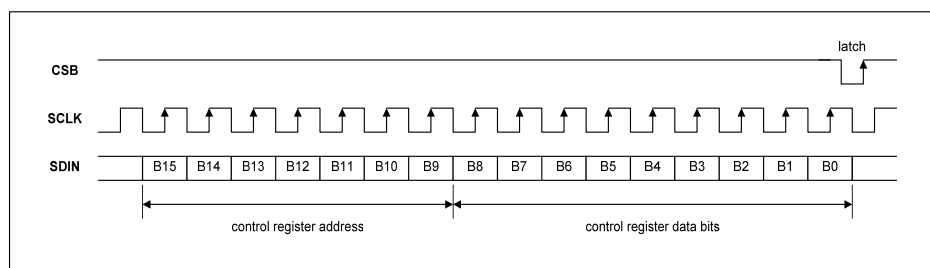 latch
CSB
SCLK
SDIN B15 B14 B13 B12 B11 B10 B9 B8 B7 B6 B5 B4 B3 B2 B1 B0
control register address control register data bits